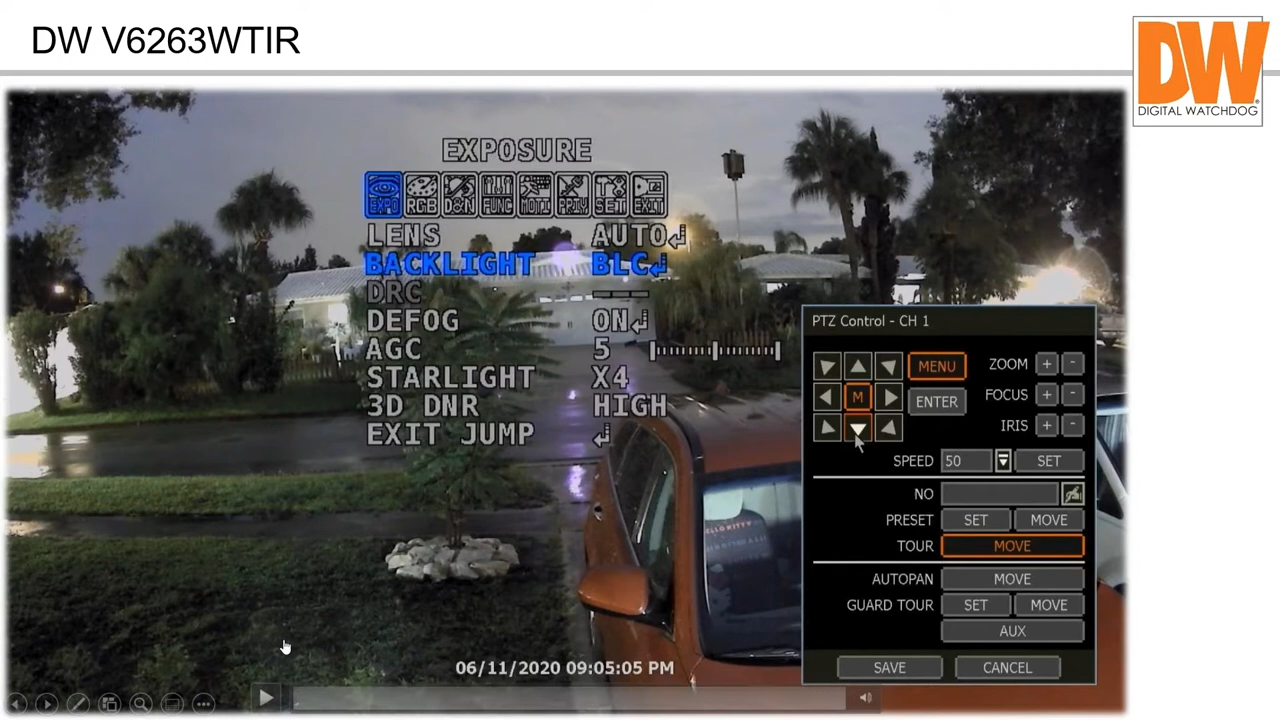 DW V6263WTIR
DW
DIGITAL WATCHDOG
EXPOSURE
EXPO RGB D&N FUNC MOTI PRIV SET EXIT
LENS AUTO
BACKLIGHT BLC
DRC ---
DEFOG ON
AGC 5
STARLIGHT X4
3D DNR HIGH
EXIT JUMP
PTZ Control - CH 1
MENU ZOOM + -
M ENTER FOCUS + -
IRIS + -
SPEED 50 SET
NO
PRESET SET MOVE
TOUR MOVE
AUTOPAN MOVE
GUARD TOUR SET MOVE
AUX
SAVE CANCEL
HELLO KITTY
06/11/2020 09:05:05 PM